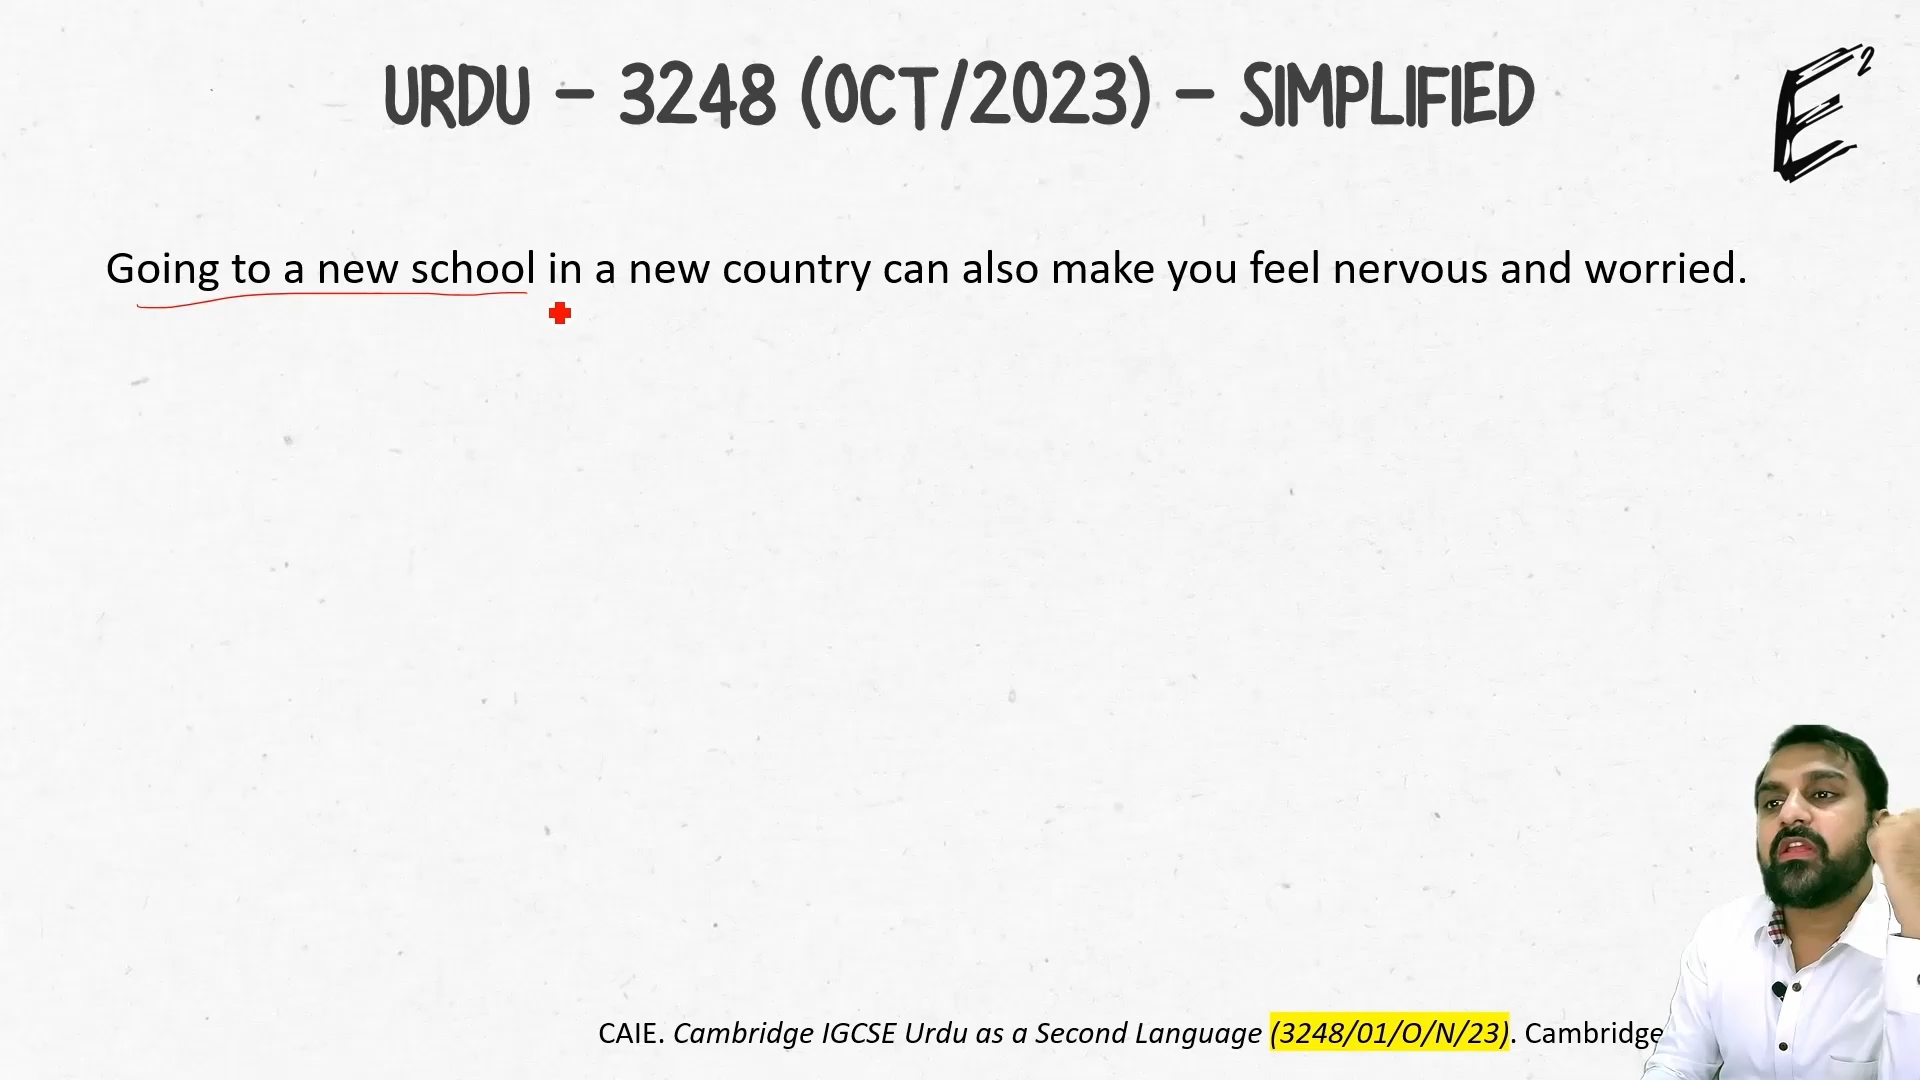 URDU – 3248 (OCT/2023) – SIMPLIFIED
E²
Going to a new school in a new country can also make you feel nervous and worried.
CAIE. Cambridge IGCSE Urdu as a Second Language (3248/01/O/N/23). Cambridge